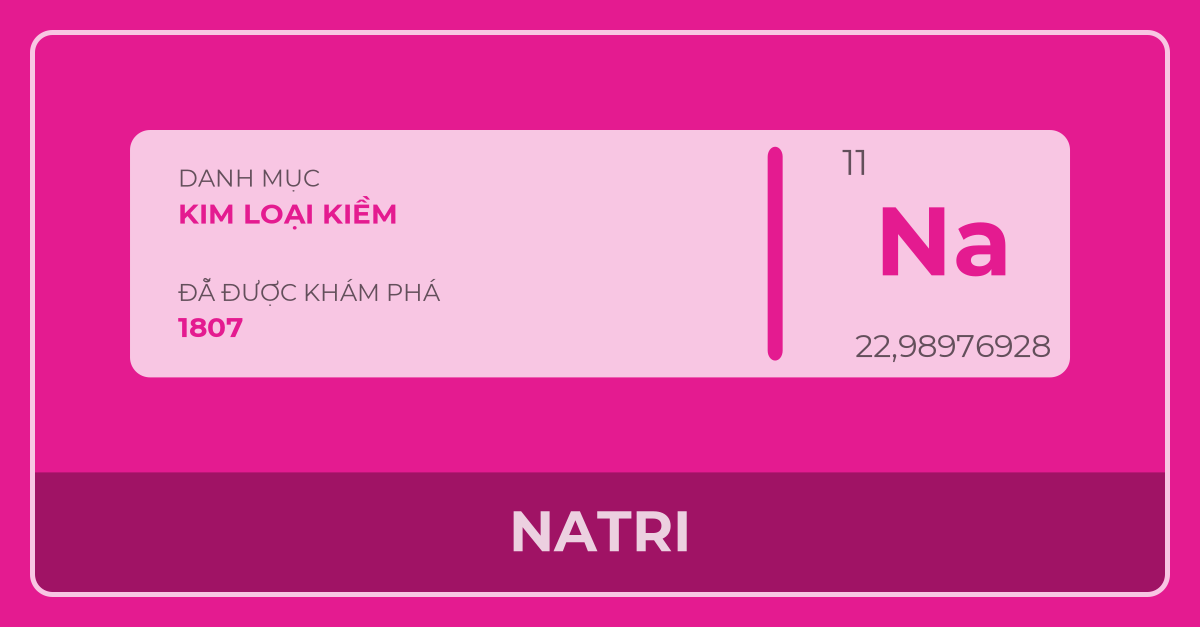 DANH MỤC
KIM LOẠI KIỀM
ĐÃ ĐƯỢC KHÁM PHÁ
1807
11
Na
22,98976928
NATRI